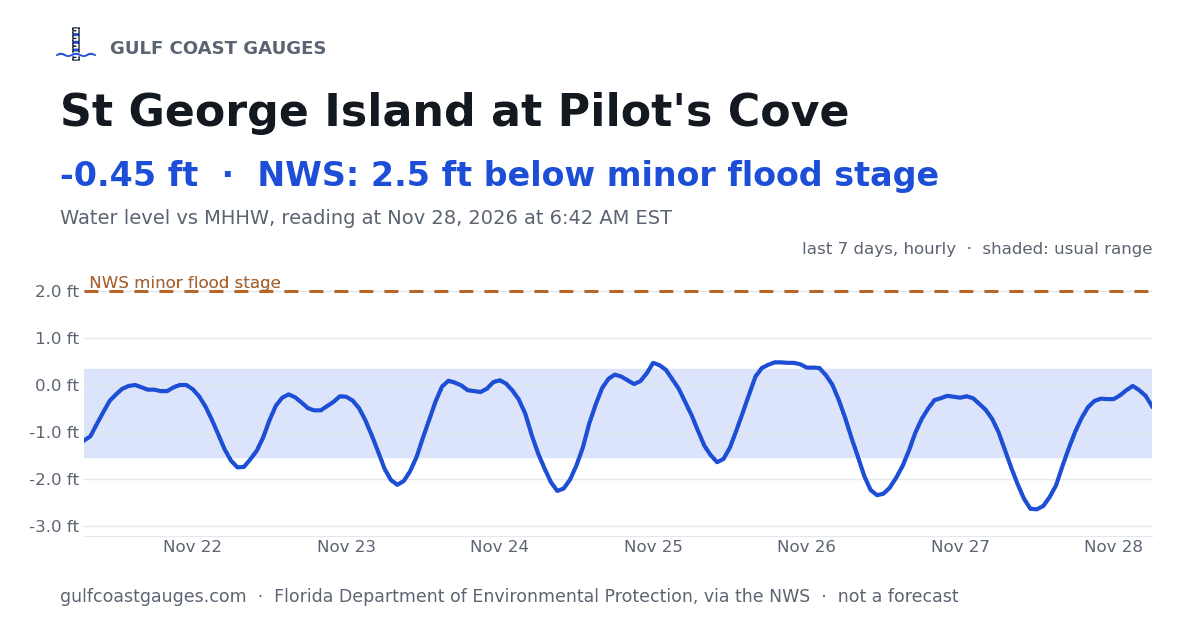 GULF COAST GAUGES
St George Island at Pilot's Cove
-0.45 ft · NWS: 2.5 ft below minor flood stage
Water level vs MHHW, reading at Nov 28, 2026 at 6:42 AM EST
last 7 days, hourly · shaded: usual range
NWS minor flood stage
2.0 ft
1.0 ft
0.0 ft
-1.0 ft
-2.0 ft
-3.0 ft
Nov 22 Nov 23 Nov 24 Nov 25 Nov 26 Nov 27 Nov 28
gulfcoastgauges.com · Florida Department of Environmental Protection, via the NWS · not a forecast